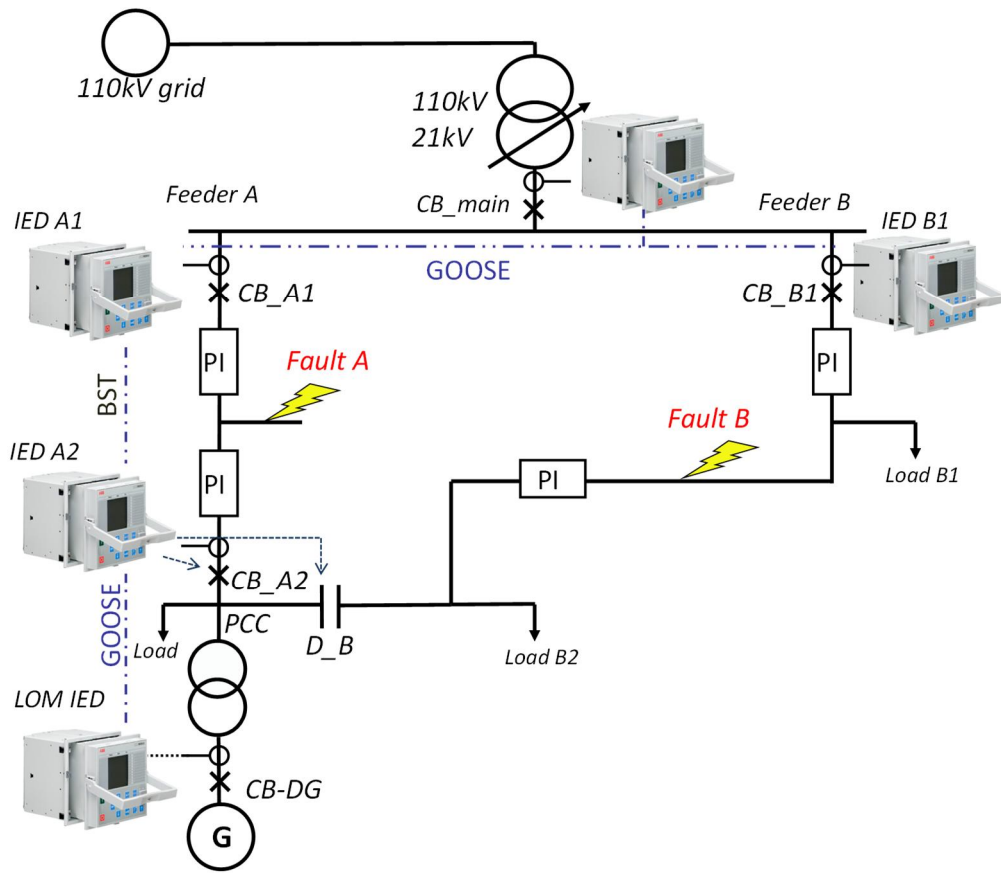 110kV grid
110kV
21kV
CB_main
Feeder A
Feeder B
IED A1
IED B1
GOOSE
CB_A1
CB_B1
PI
PI
Fault A
BST
Fault B
IED A2
PI
PI
Load B1
CB_A2
GOOSE
PCC
Load
D_B
Load B2
LOM IED
CB-DG
G